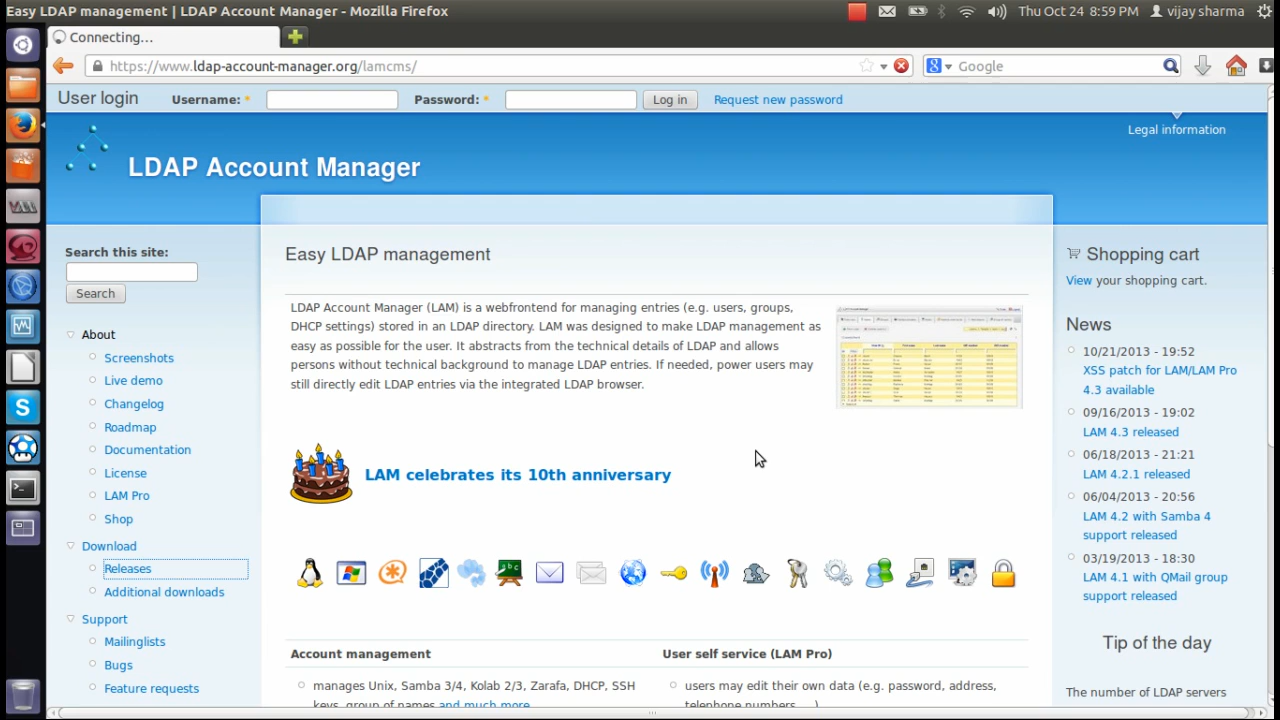 Easy LDAP management | LDAP Account Manager - Mozilla Firefox
Thu Oct 24 8:59 PM
vijay sharma
Connecting...
https://www.ldap-account-manager.org/lamcms/
Google
User login
Username: *
Password: *
Log in
Request new password
Legal information
LDAP Account Manager
Search this site:
Search
About
Screenshots
Live demo
Changelog
Roadmap
Documentation
License
LAM Pro
Shop
Download
Releases
Additional downloads
Support
Mailinglists
Bugs
Feature requests
Easy LDAP management
LDAP Account Manager (LAM) is a webfrontend for managing entries (e.g. users, groups,
DHCP settings) stored in an LDAP directory. LAM was designed to make LDAP management as
easy as possible for the user. It abstracts from the technical details of LDAP and allows
persons without technical background to manage LDAP entries. If needed, power users may
still directly edit LDAP entries via the integrated LDAP browser.
LAM celebrates its 10th anniversary
Account management
manages Unix, Samba 3/4, Kolab 2/3, Zarafa, DHCP, SSH
keys, group of names and much more
User self service (LAM Pro)
users may edit their own data (e.g. password, address,
telephone numbers, ...)
Shopping cart
View your shopping cart.
News
10/21/2013 - 19:52
XSS patch for LAM/LAM Pro
4.3 available
09/16/2013 - 19:02
LAM 4.3 released
06/18/2013 - 21:21
LAM 4.2.1 released
06/04/2013 - 20:56
LAM 4.2 with Samba 4
support released
03/19/2013 - 18:30
LAM 4.1 with QMail group
support released
Tip of the day
The number of LDAP servers